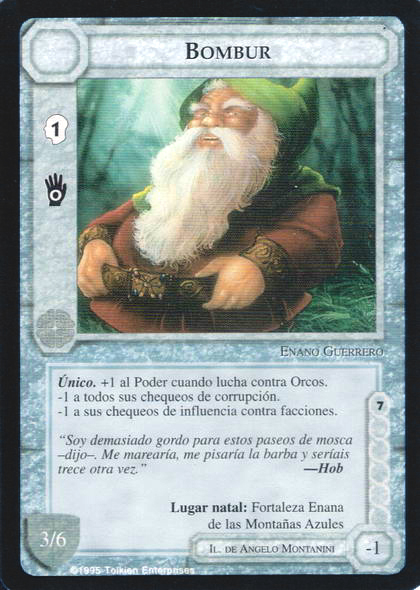 BOMBUR
1
0
ENANO GUERRERO
Único. +1 al Poder cuando lucha contra Orcos.
-1 a todos sus chequeos de corrupción.
-1 a sus chequeos de influencia contra facciones.
7
“Soy demasiado gordo para estos paseos de mosca
–dijo–. Me marearía, me pisaría la barba y seríais
trece otra vez.” —Hob
Lugar natal: Fortaleza Enana
de las Montañas Azules
3/6
IL. DE ANGELO MONTANINI
-1
©1995 Tolkien Enterprises